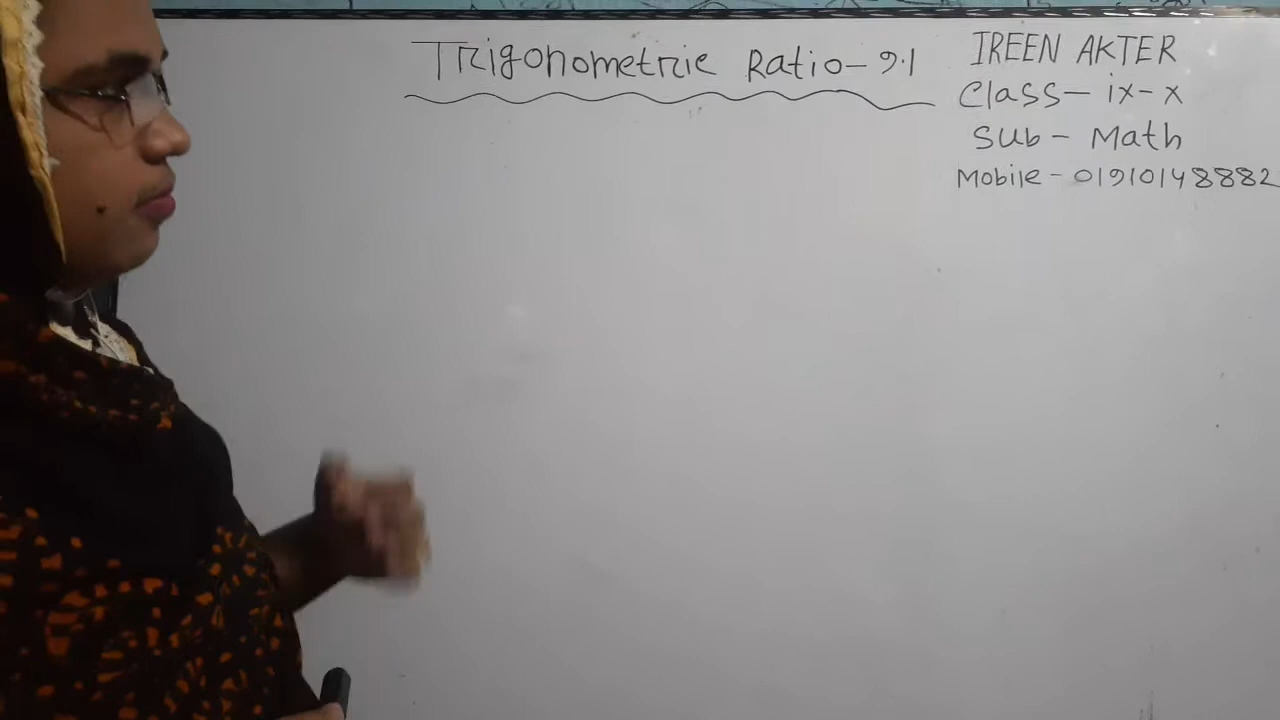 Trigonometric Ratio-9.1
IREEN AKTER
Class- ix-x
Sub- Math
Mobile- 01910148882